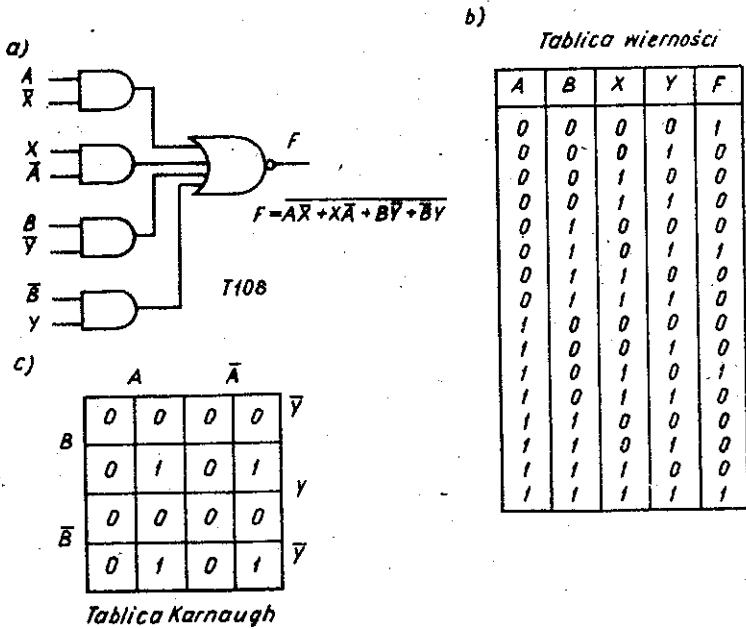 a)
A
X̅
X
A̅
B
Y̅
B̅
Y
F
F = \overline{AX̅ + XA̅ + BY̅ + B̅Y}
T108
b)
Tablica wierności
A B X Y F
0 0 0 0 1
0 0 0 1 0
0 0 1 0 0
0 0 1 1 0
0 1 0 0 0
0 1 0 1 1
0 1 1 0 0
0 1 1 1 0
1 0 0 0 0
1 0 0 1 0
1 0 1 0 1
1 0 1 1 0
1 1 0 0 0
1 1 0 1 0
1 1 1 0 0
1 1 1 1 1
c)
A A̅
B
B̅
0 0 0 0 Y̅
0 1 0 1
Y
0 0 0 0
0 1 0 1 Y̅
Tablica Karnaugh